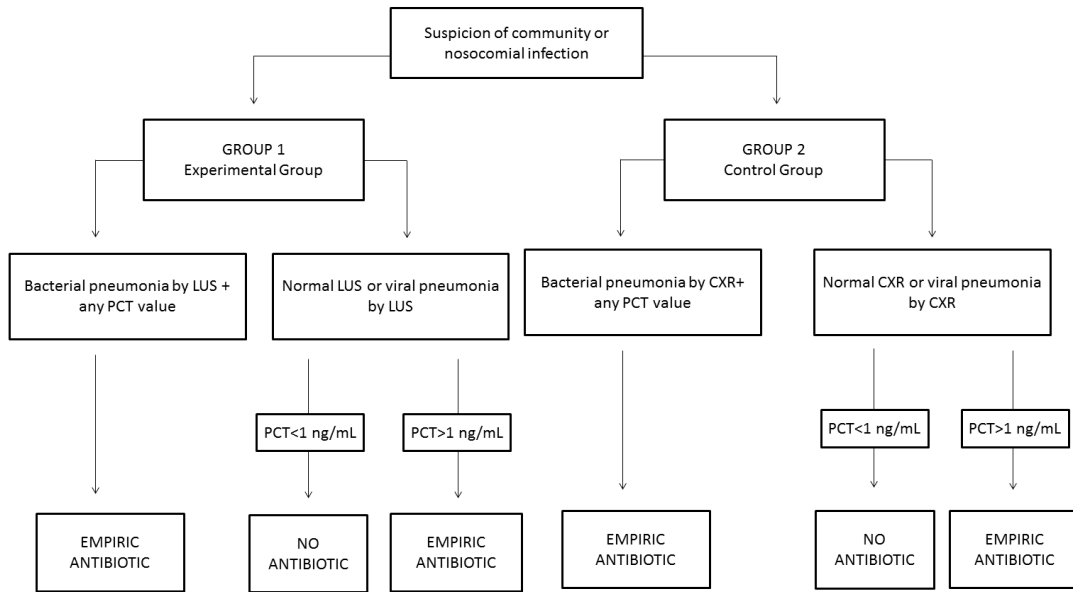 Suspicion of community or
nosocomial infection
GROUP 1
Experimental Group
GROUP 2
Control Group
Bacterial pneumonia by LUS +
any PCT value
Normal LUS or viral pneumonia
by LUS
Bacterial pneumonia by CXR+
any PCT value
Normal CXR or viral pneumonia
by CXR
PCT<1 ng/mL
PCT>1 ng/mL
PCT<1 ng/mL
PCT>1 ng/mL
EMPIRIC
ANTIBIOTIC
NO
ANTIBIOTIC
EMPIRIC
ANTIBIOTIC
EMPIRIC
ANTIBIOTIC
NO
ANTIBIOTIC
EMPIRIC
ANTIBIOTIC